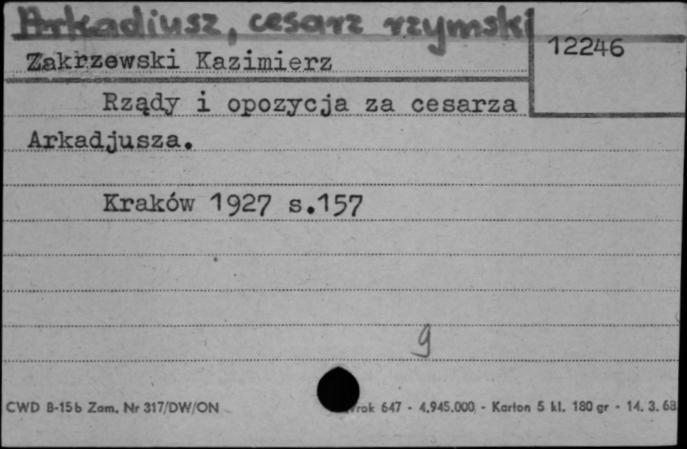 Arkadiusz, cesarz rzymski
12246
Zakrzewski Kazimierz
Rządy i opozycja za cesarza
Arkadjusza.
Kraków 1927 s.157
9
CWD B-15b Zam. Nr 317/DW/ON 647 - 4.945.000. - Karton 5 kl. 180 gr - 14. 3. 68